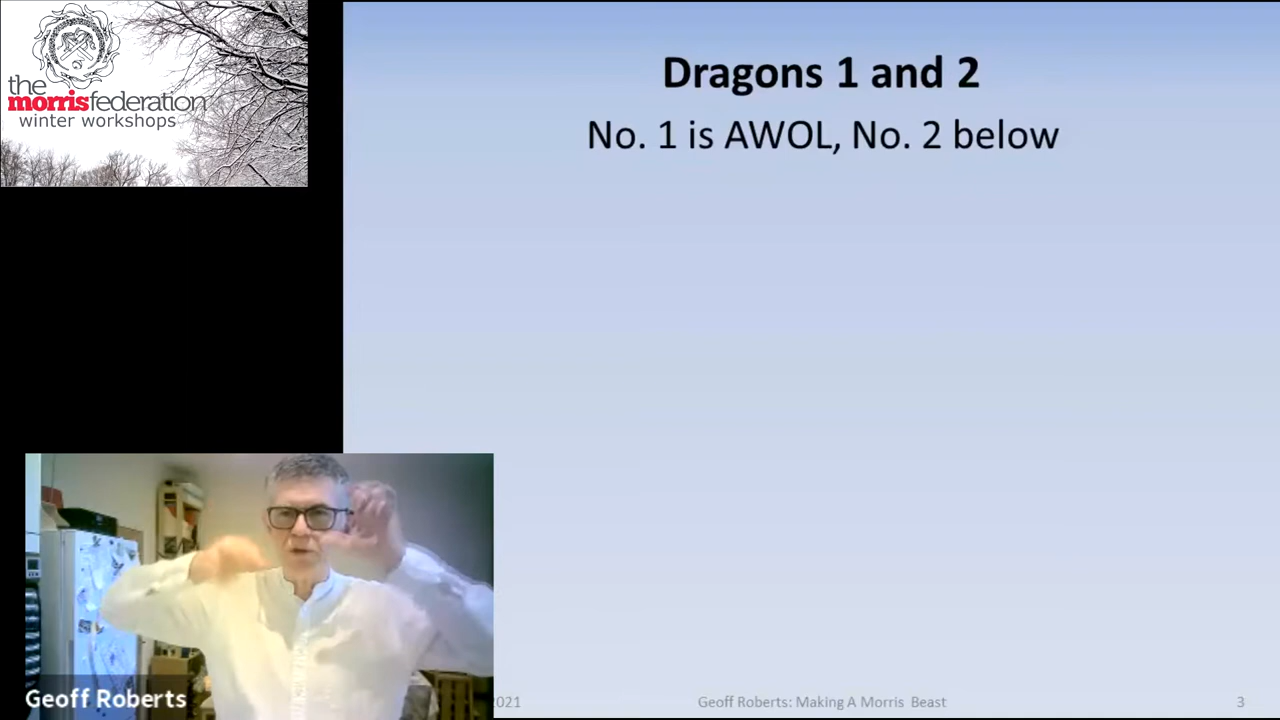 the
morrisfederation
winter workshops
Dragons 1 and 2
No. 1 is AWOL, No. 2 below
Geoff Roberts
2021
Geoff Roberts: Making A Morris Beast
3